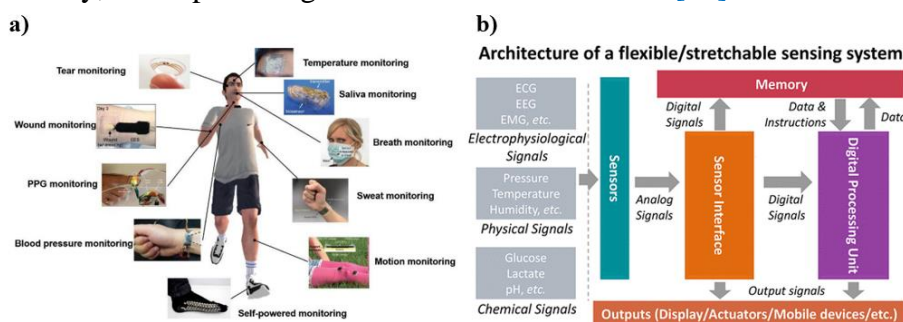 a)
Tear monitoring
Temperature monitoring
Saliva monitoring
Wound monitoring
Breath monitoring
PPG monitoring
Sweat monitoring
Blood pressure monitoring
Motion monitoring
Self-powered monitoring
b)
Architecture of a flexible/stretchable sensing system
ECG
EEG
EMG, etc.
Electrophysiological
Signals
Pressure
Temperature
Humidity, etc.
Physical Signals
Glucose
Lactate
pH, etc.
Chemical Signals
Sensors
Analog
Signals
Memory
Digital
Signals
Data &
Instructions
Data
Sensor Interface
Digital
Signals
Digital Processing
Unit
Output signals
Outputs (Display/Actuators/Mobile devices/etc.)